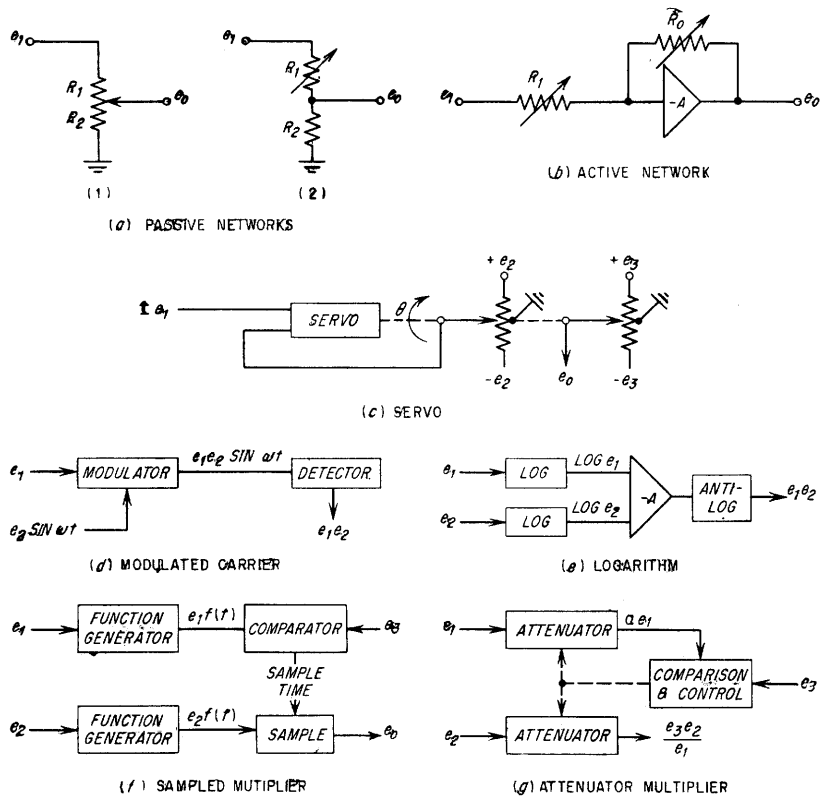 e1
R1
R2
e0
(1)
e1
R1
R2
e0
(2)
(a) PASSIVE NETWORKS
e1
R1
R0
-A
e0
(b) ACTIVE NETWORK
e1
SERVO
θ
+ e2
- e2
e0
+ e3
- e3
(c) SERVO
e1
MODULATOR
e1e2 SIN ωt
DETECTOR
e2 SIN ωt
e1e2
(d) MODULATED CARRIER
e1
LOG
LOG e1
e2
LOG
LOG e2
-A
ANTI-
LOG
e1e2
(e) LOGARITHM
e1
FUNCTION
GENERATOR
e1f(t)
COMPARATOR
e3
SAMPLE
TIME
e2
FUNCTION
GENERATOR
e2f(t)
SAMPLE
e0
(f) SAMPLED MUTIPLIER
e1
ATTENUATOR
a e1
COMPARISON
& CONTROL
e3
e2
ATTENUATOR
e3e2
e1
(g) ATTENUATOR MULTIPLIER